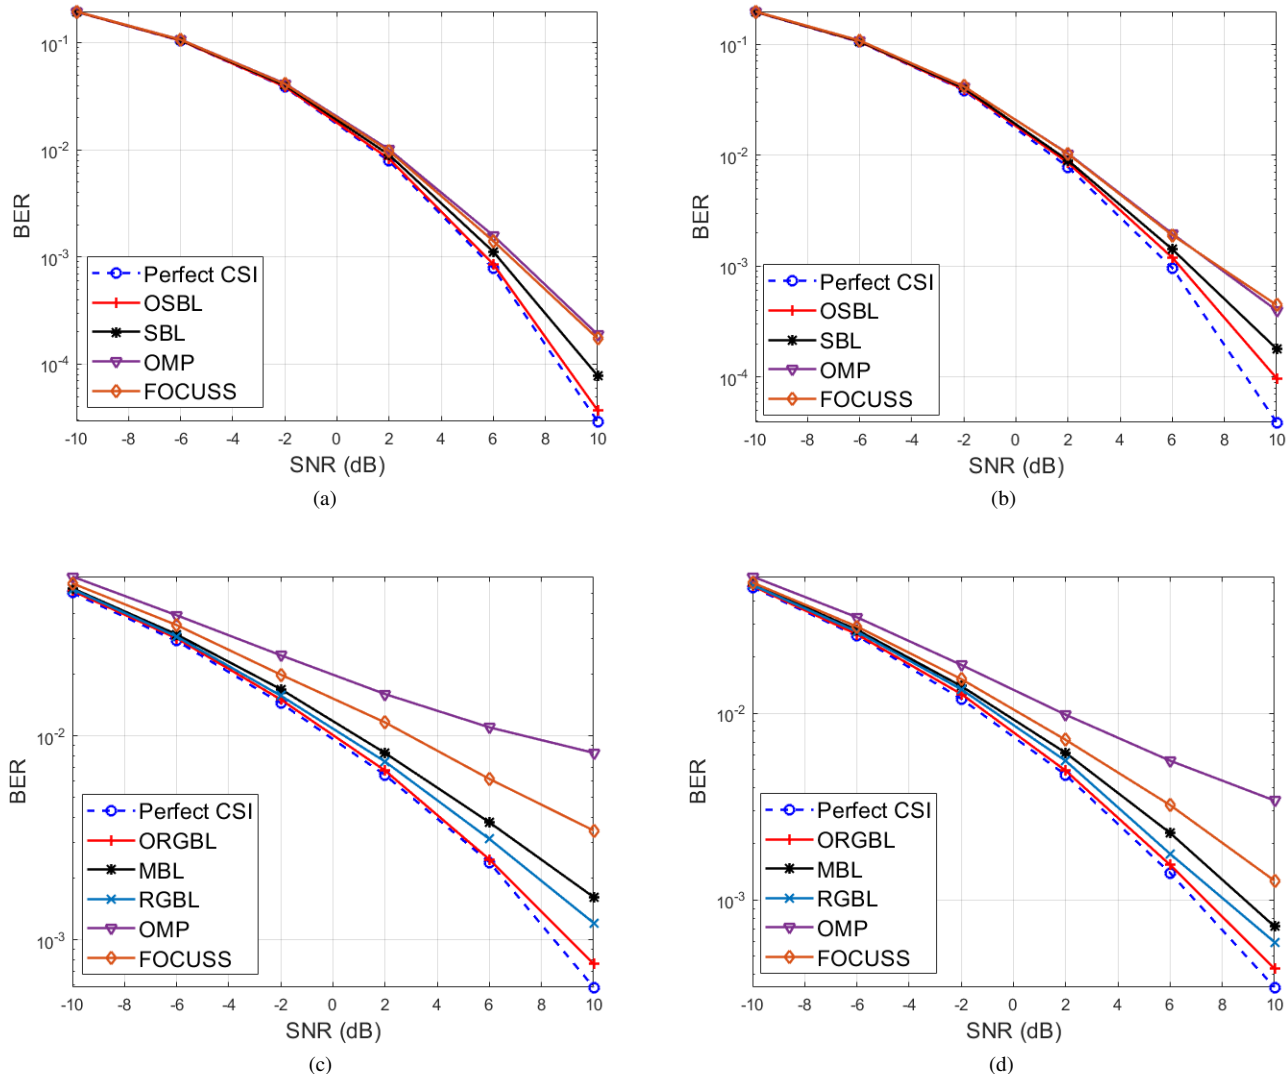 10^-1
10^-2
10^-3
10^-4
BER
Perfect CSI
OSBL
SBL
OMP
FOCUSS
-10 -8 -6 -4 -2 0 2 4 6 8 10
SNR (dB)
(a)
10^-1
10^-2
10^-3
10^-4
BER
Perfect CSI
OSBL
SBL
OMP
FOCUSS
-10 -8 -6 -4 -2 0 2 4 6 8 10
SNR (dB)
(b)
10^-2
10^-3
BER
Perfect CSI
ORGBL
MBL
RGBL
OMP
FOCUSS
-10 -8 -6 -4 -2 0 2 4 6 8 10
SNR (dB)
(c)
10^-2
10^-3
BER
Perfect CSI
ORGBL
MBL
RGBL
OMP
FOCUSS
-10 -8 -6 -4 -2 0 2 4 6 8 10
SNR (dB)
(d)